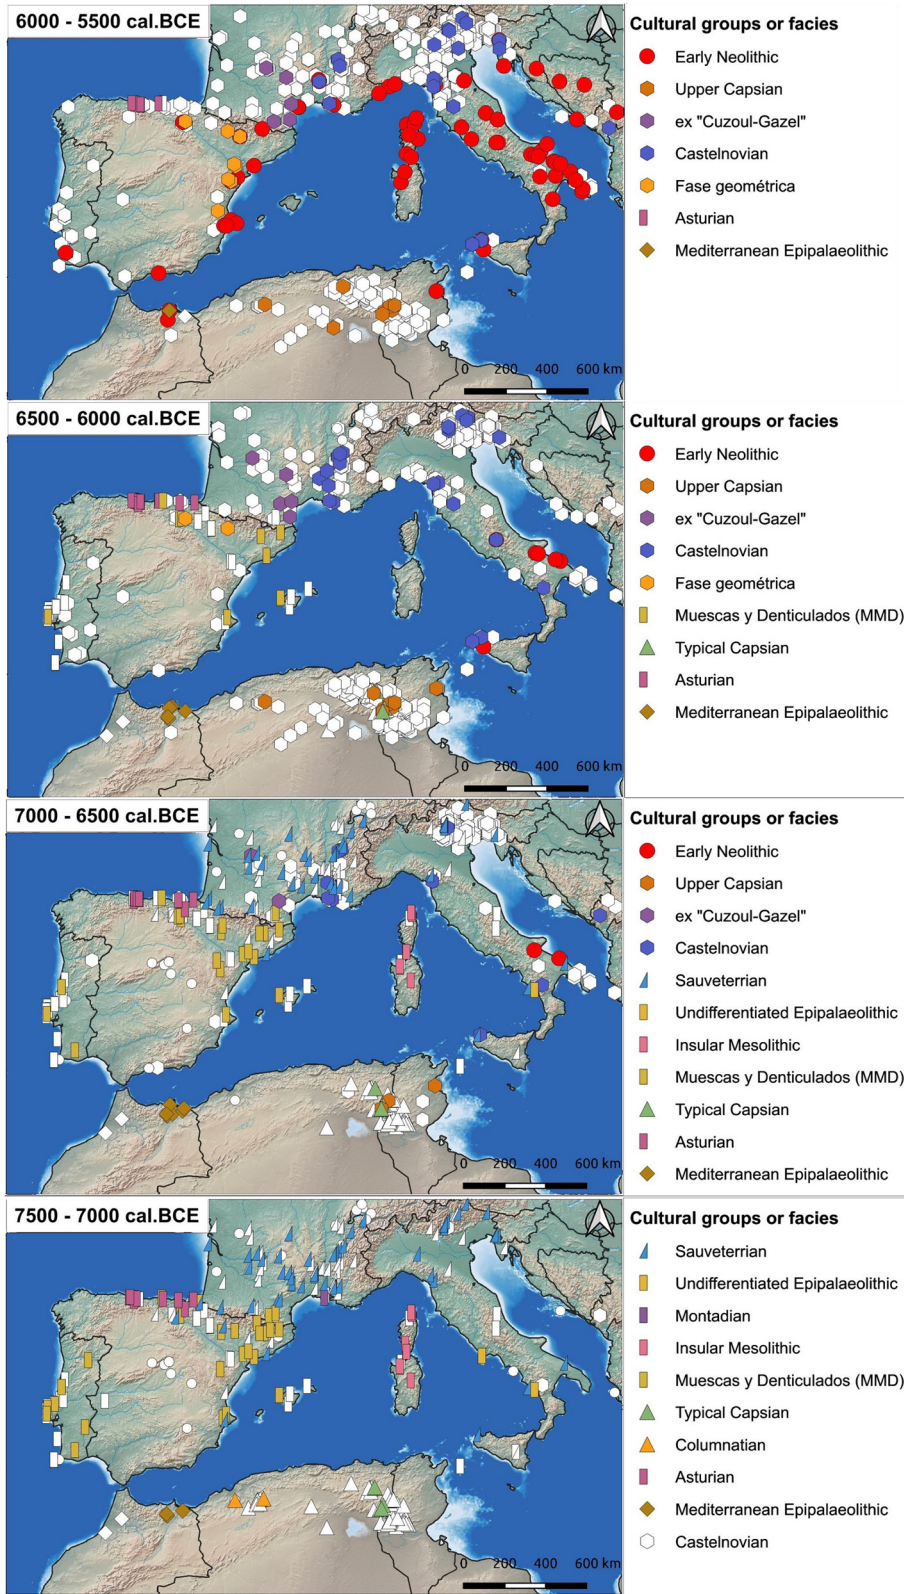 6000 - 5500 cal.BCE
0 200 400 600 km
Cultural groups or facies
Early Neolithic
Upper Capsian
ex "Cuzoul-Gazel"
Castelnovian
Fase geométrica
Asturian
Mediterranean Epipalaeolithic
6500 - 6000 cal.BCE
0 200 400 600 km
Cultural groups or facies
Early Neolithic
Upper Capsian
ex "Cuzoul-Gazel"
Castelnovian
Fase geométrica
Muescas y Denticulados (MMD)
Typical Capsian
Asturian
Mediterranean Epipalaeolithic
7000 - 6500 cal.BCE
0 200 400 600 km
Cultural groups or facies
Early Neolithic
Upper Capsian
ex "Cuzoul-Gazel"
Castelnovian
Sauveterrian
Undifferentiated Epipalaeolithic
Insular Mesolithic
Muescas y Denticulados (MMD)
Typical Capsian
Asturian
Mediterranean Epipalaeolithic
7500 - 7000 cal.BCE
0 200 400 600 km
Cultural groups or facies
Sauveterrian
Undifferentiated Epipalaeolithic
Montadian
Insular Mesolithic
Muescas y Denticulados (MMD)
Typical Capsian
Columnatian
Asturian
Mediterranean Epipalaeolithic
Castelnovian